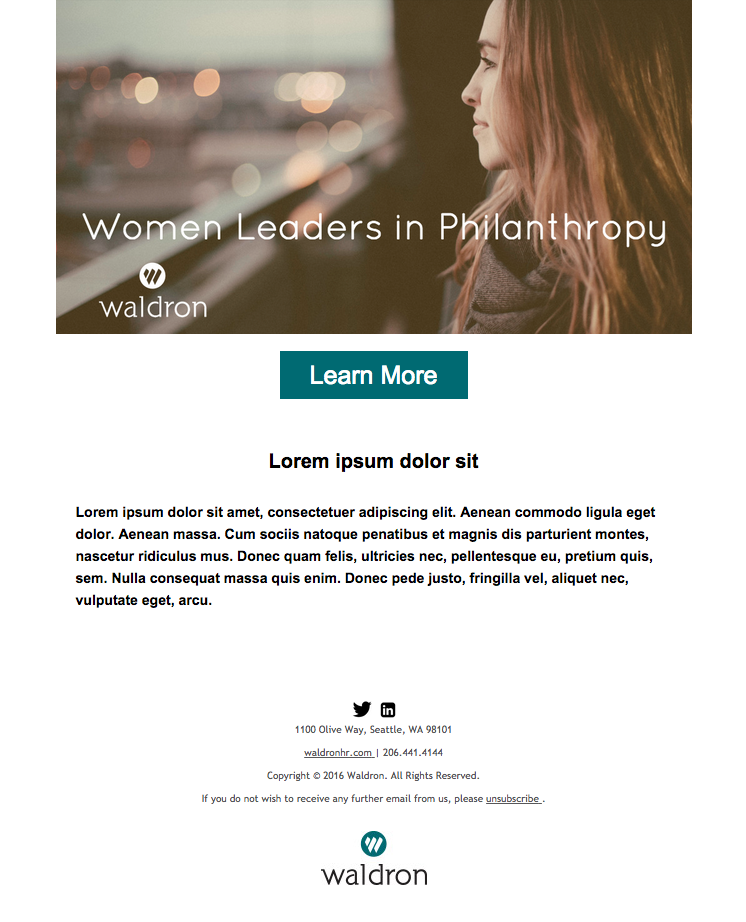 Women Leaders in Philanthropy
waldron
Learn More
Lorem ipsum dolor sit
Lorem ipsum dolor sit amet, consectetuer adipiscing elit. Aenean commodo ligula eget
dolor. Aenean massa. Cum sociis natoque penatibus et magnis dis parturient montes,
nascetur ridiculus mus. Donec quam felis, ultricies nec, pellentesque eu, pretium quis,
sem. Nulla consequat massa quis enim. Donec pede justo, fringilla vel, aliquet nec,
vulputate eget, arcu.
in
1100 Olive Way, Seattle, WA 98101
waldronhr.com | 206.441.4144
Copyright © 2016 Waldron. All Rights Reserved.
If you do not wish to receive any further email from us, please unsubscribe .
waldron